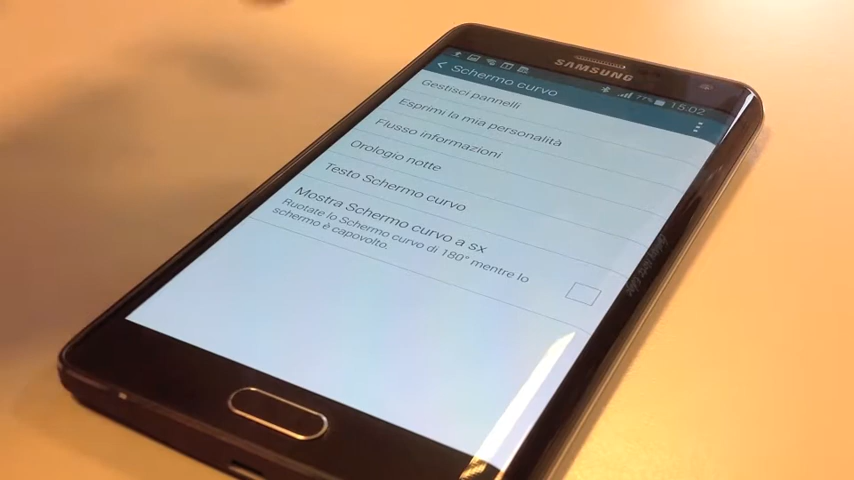 SAMSUNG
77% 15:02
Schermo curvo
Gestisci pannelli
Esprimi la mia personalità
Flusso informazioni
Orologio notte
Testo Schermo curvo
Mostra Schermo curvo a sx
Ruotate lo Schermo curvo di 180° mentre lo
schermo è capovolto.